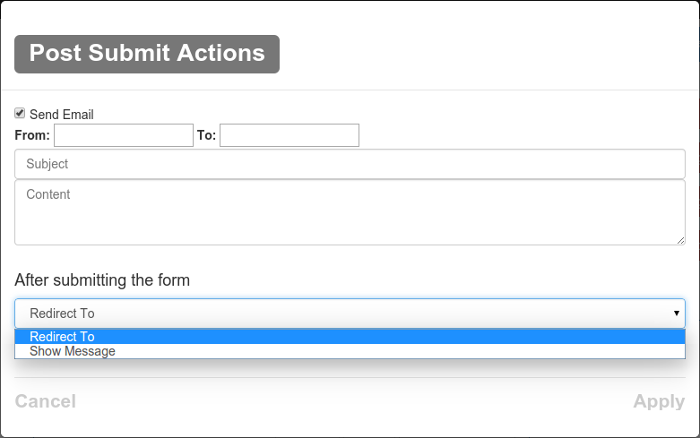 Post Submit Actions
Send Email
From: To:
Subject
Content
After submitting the form
Redirect To
Redirect To
Show Message
Cancel Apply